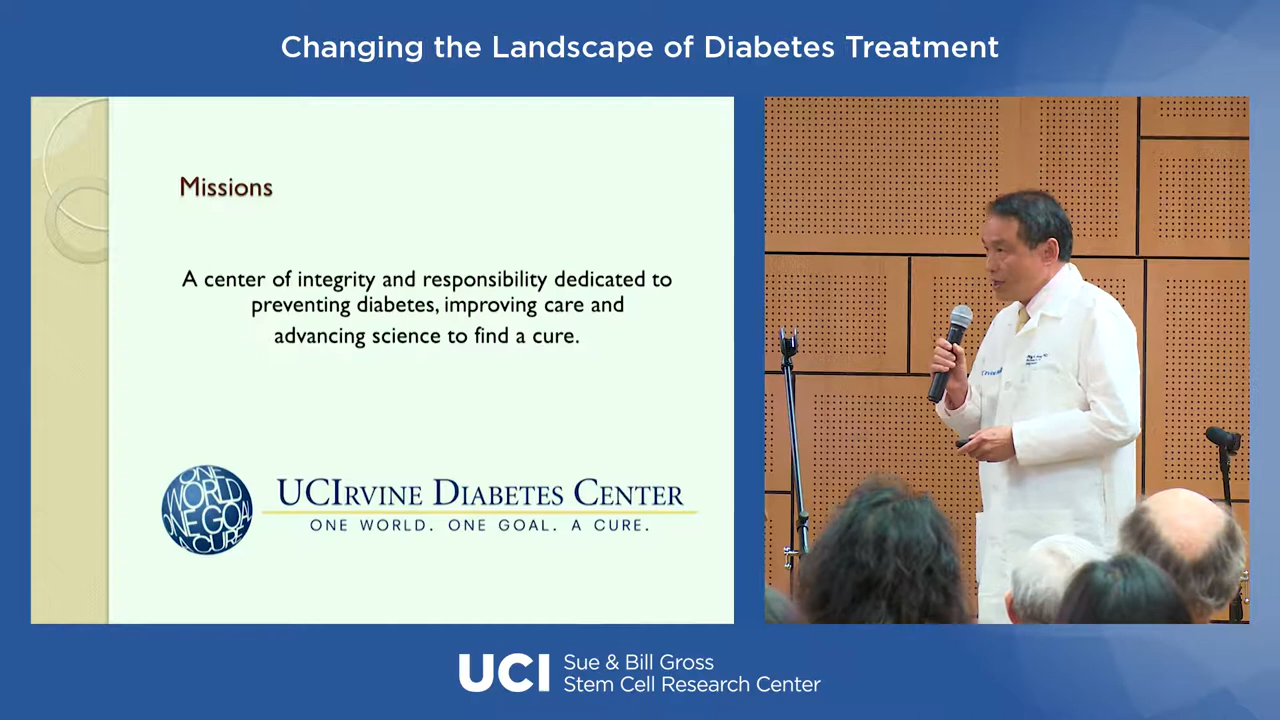 Changing the Landscape of Diabetes Treatment
Missions
A center of integrity and responsibility dedicated to
preventing diabetes, improving care and
advancing science to find a cure.
ONE
WORLD
ONE GOAL
A CURE
UCIRVINE DIABETES CENTER
ONE WORLD. ONE GOAL. A CURE.
UCI
Sue & Bill Gross
Stem Cell Research Center